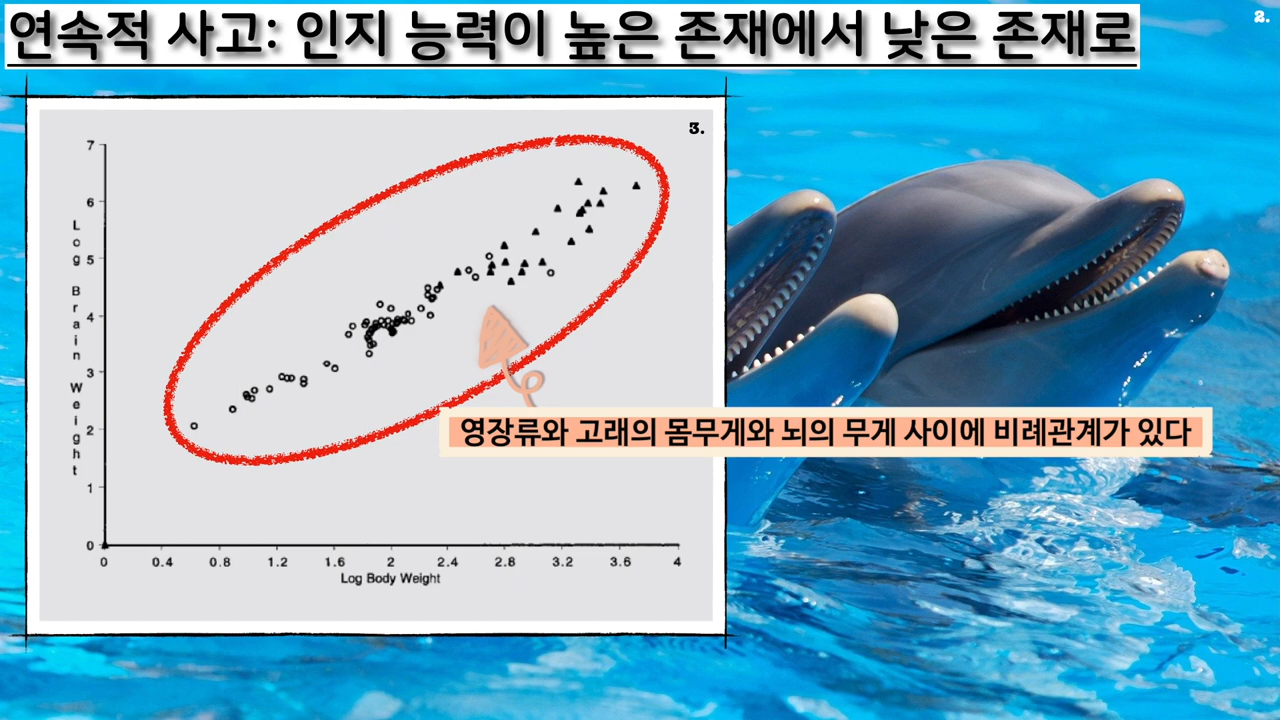 연속적 사고: 인지 능력이 높은 존재에서 낮은 존재로
2.
3.
7
6
5
4
3
2
1
0
Log Brain Weight
0 0.4 0.8 1.2 1.6 2 2.4 2.8 3.2 3.6 4
Log Body Weight
영장류와 고래의 몸무게와 뇌의 무게 사이에 비례관계가 있다